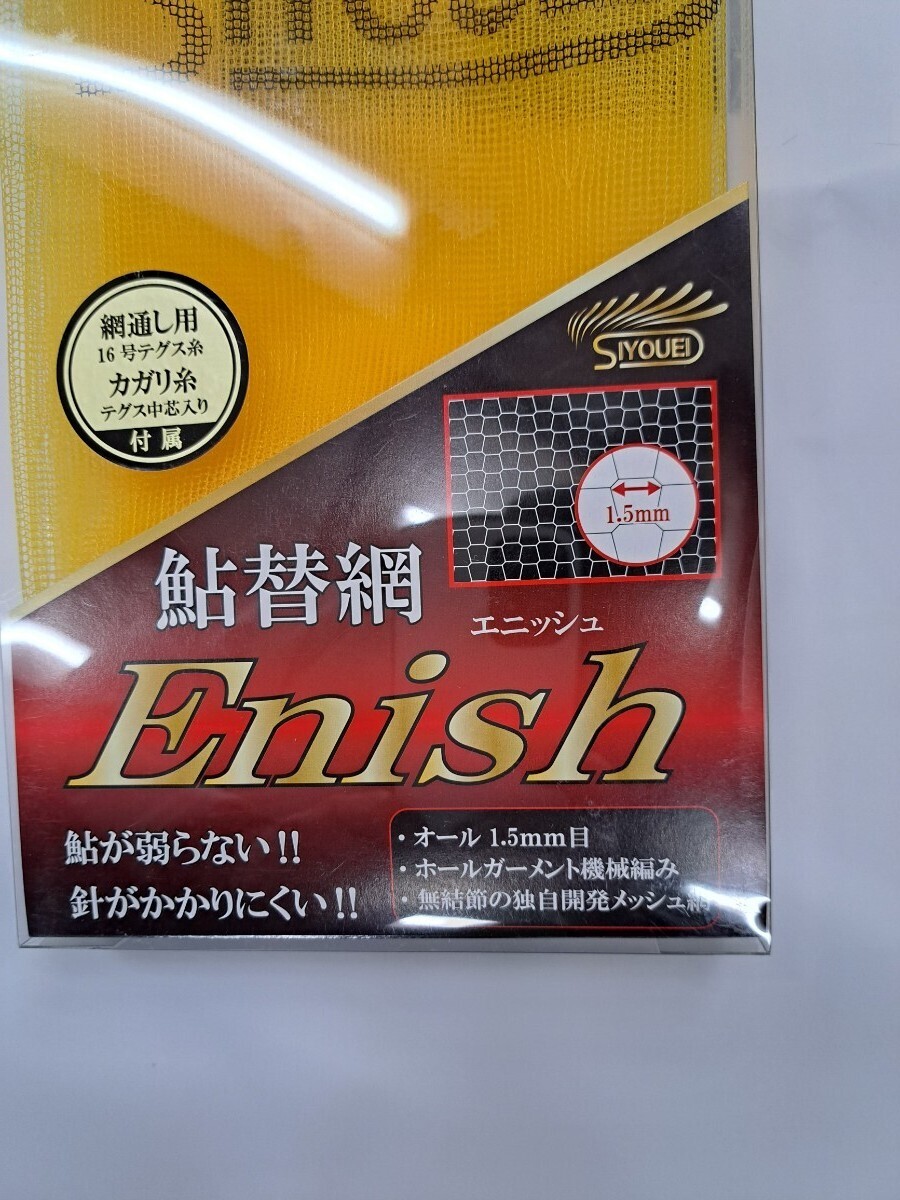 網通し用
16号テグス糸
カガリ糸
テグス中芯入り
付属
SIYOUEI
1.5mm
鮎替網
エニッシュ
Enish
鮎が弱らない!!
針がかかりにくい!!
・オール 1.5mm目
・ホールガーメント機械編み
・無結節の独自開発メッシュ網